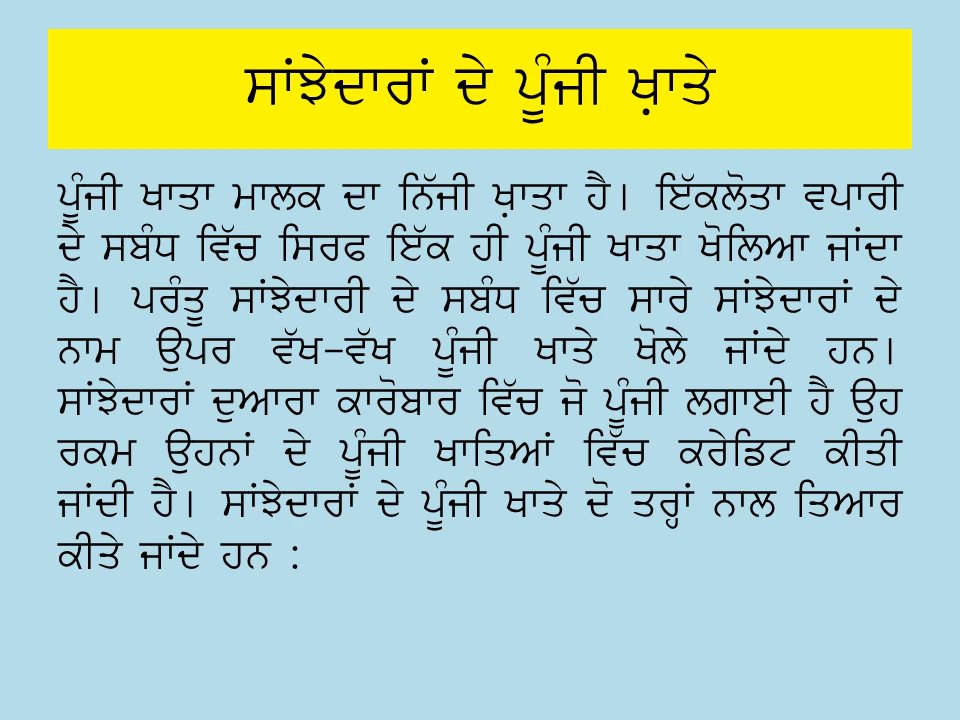 ਸਾਂਝੇਦਾਰਾਂ ਦੇ ਪੂੰਜੀ ਖ਼ਾਤੇ
ਪੂੰਜੀ ਖਾਤਾ ਮਾਲਕ ਦਾ ਨਿੱਜੀ ਖ਼ਾਤਾ ਹੈ। ਇੱਕਲੋਤਾ ਵਪਾਰੀ
ਦੇ ਸਬੰਧ ਵਿੱਚ ਸਿਰਫ ਇੱਕ ਹੀ ਪੂੰਜੀ ਖਾਤਾ ਖੋਲਿਆ ਜਾਂਦਾ
ਹੈ। ਪਰੰਤੂ ਸਾਂਝੇਦਾਰੀ ਦੇ ਸਬੰਧ ਵਿੱਚ ਸਾਰੇ ਸਾਂਝੇਦਾਰਾਂ ਦੇ
ਨਾਮ ਉਪਰ ਵੱਖ-ਵੱਖ ਪੂੰਜੀ ਖਾਤੇ ਖੋਲੇ ਜਾਂਦੇ ਹਨ।
ਸਾਂਝੇਦਾਰਾਂ ਦੁਆਰਾ ਕਾਰੋਬਾਰ ਵਿੱਚ ਜੋ ਪੂੰਜੀ ਲਗਾਈ ਹੈ ਉਹ
ਰਕਮ ਉਹਨਾਂ ਦੇ ਪੂੰਜੀ ਖਾਤਿਆਂ ਵਿੱਚ ਕਰੇਡਿਟ ਕੀਤੀ
ਜਾਂਦੀ ਹੈ। ਸਾਂਝੇਦਾਰਾਂ ਦੇ ਪੂੰਜੀ ਖਾਤੇ ਦੋ ਤਰ੍ਹਾਂ ਨਾਲ ਤਿਆਰ
ਕੀਤੇ ਜਾਂਦੇ ਹਨ :